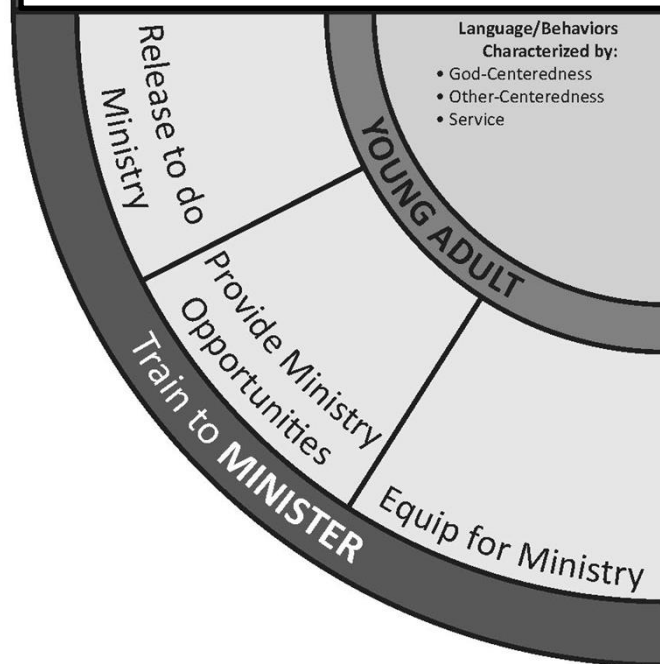 Language/Behaviors
Characterized by:
• God-Centeredness
• Other-Centeredness
• Service
YOUNG ADULT
Release to do
Ministry
Provide Ministry
Opportunities
Equip for Ministry
Train to MINISTER